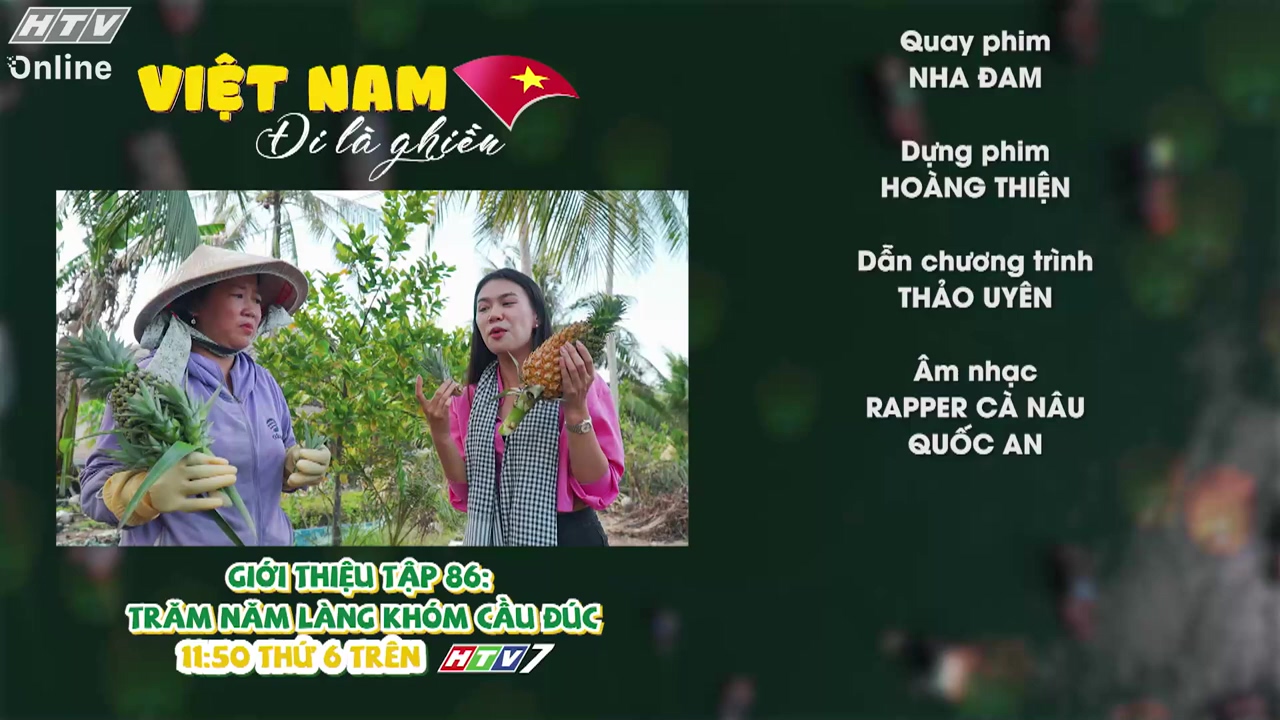 HTV
Online
VIỆT NAM
Đi là ghiền
GIỚI THIỆU TẬP 86:
TRĂM NĂM LÀNG KHÓM CẦU ĐÚC
11:50 THỨ 6 TRÊN HTV7
Quay phim
NHA ĐAM
Dựng phim
HOÀNG THIỆN
Dẫn chương trình
THẢO UYÊN
Âm nhạc
RAPPER CÀ NÂU
QUỐC AN